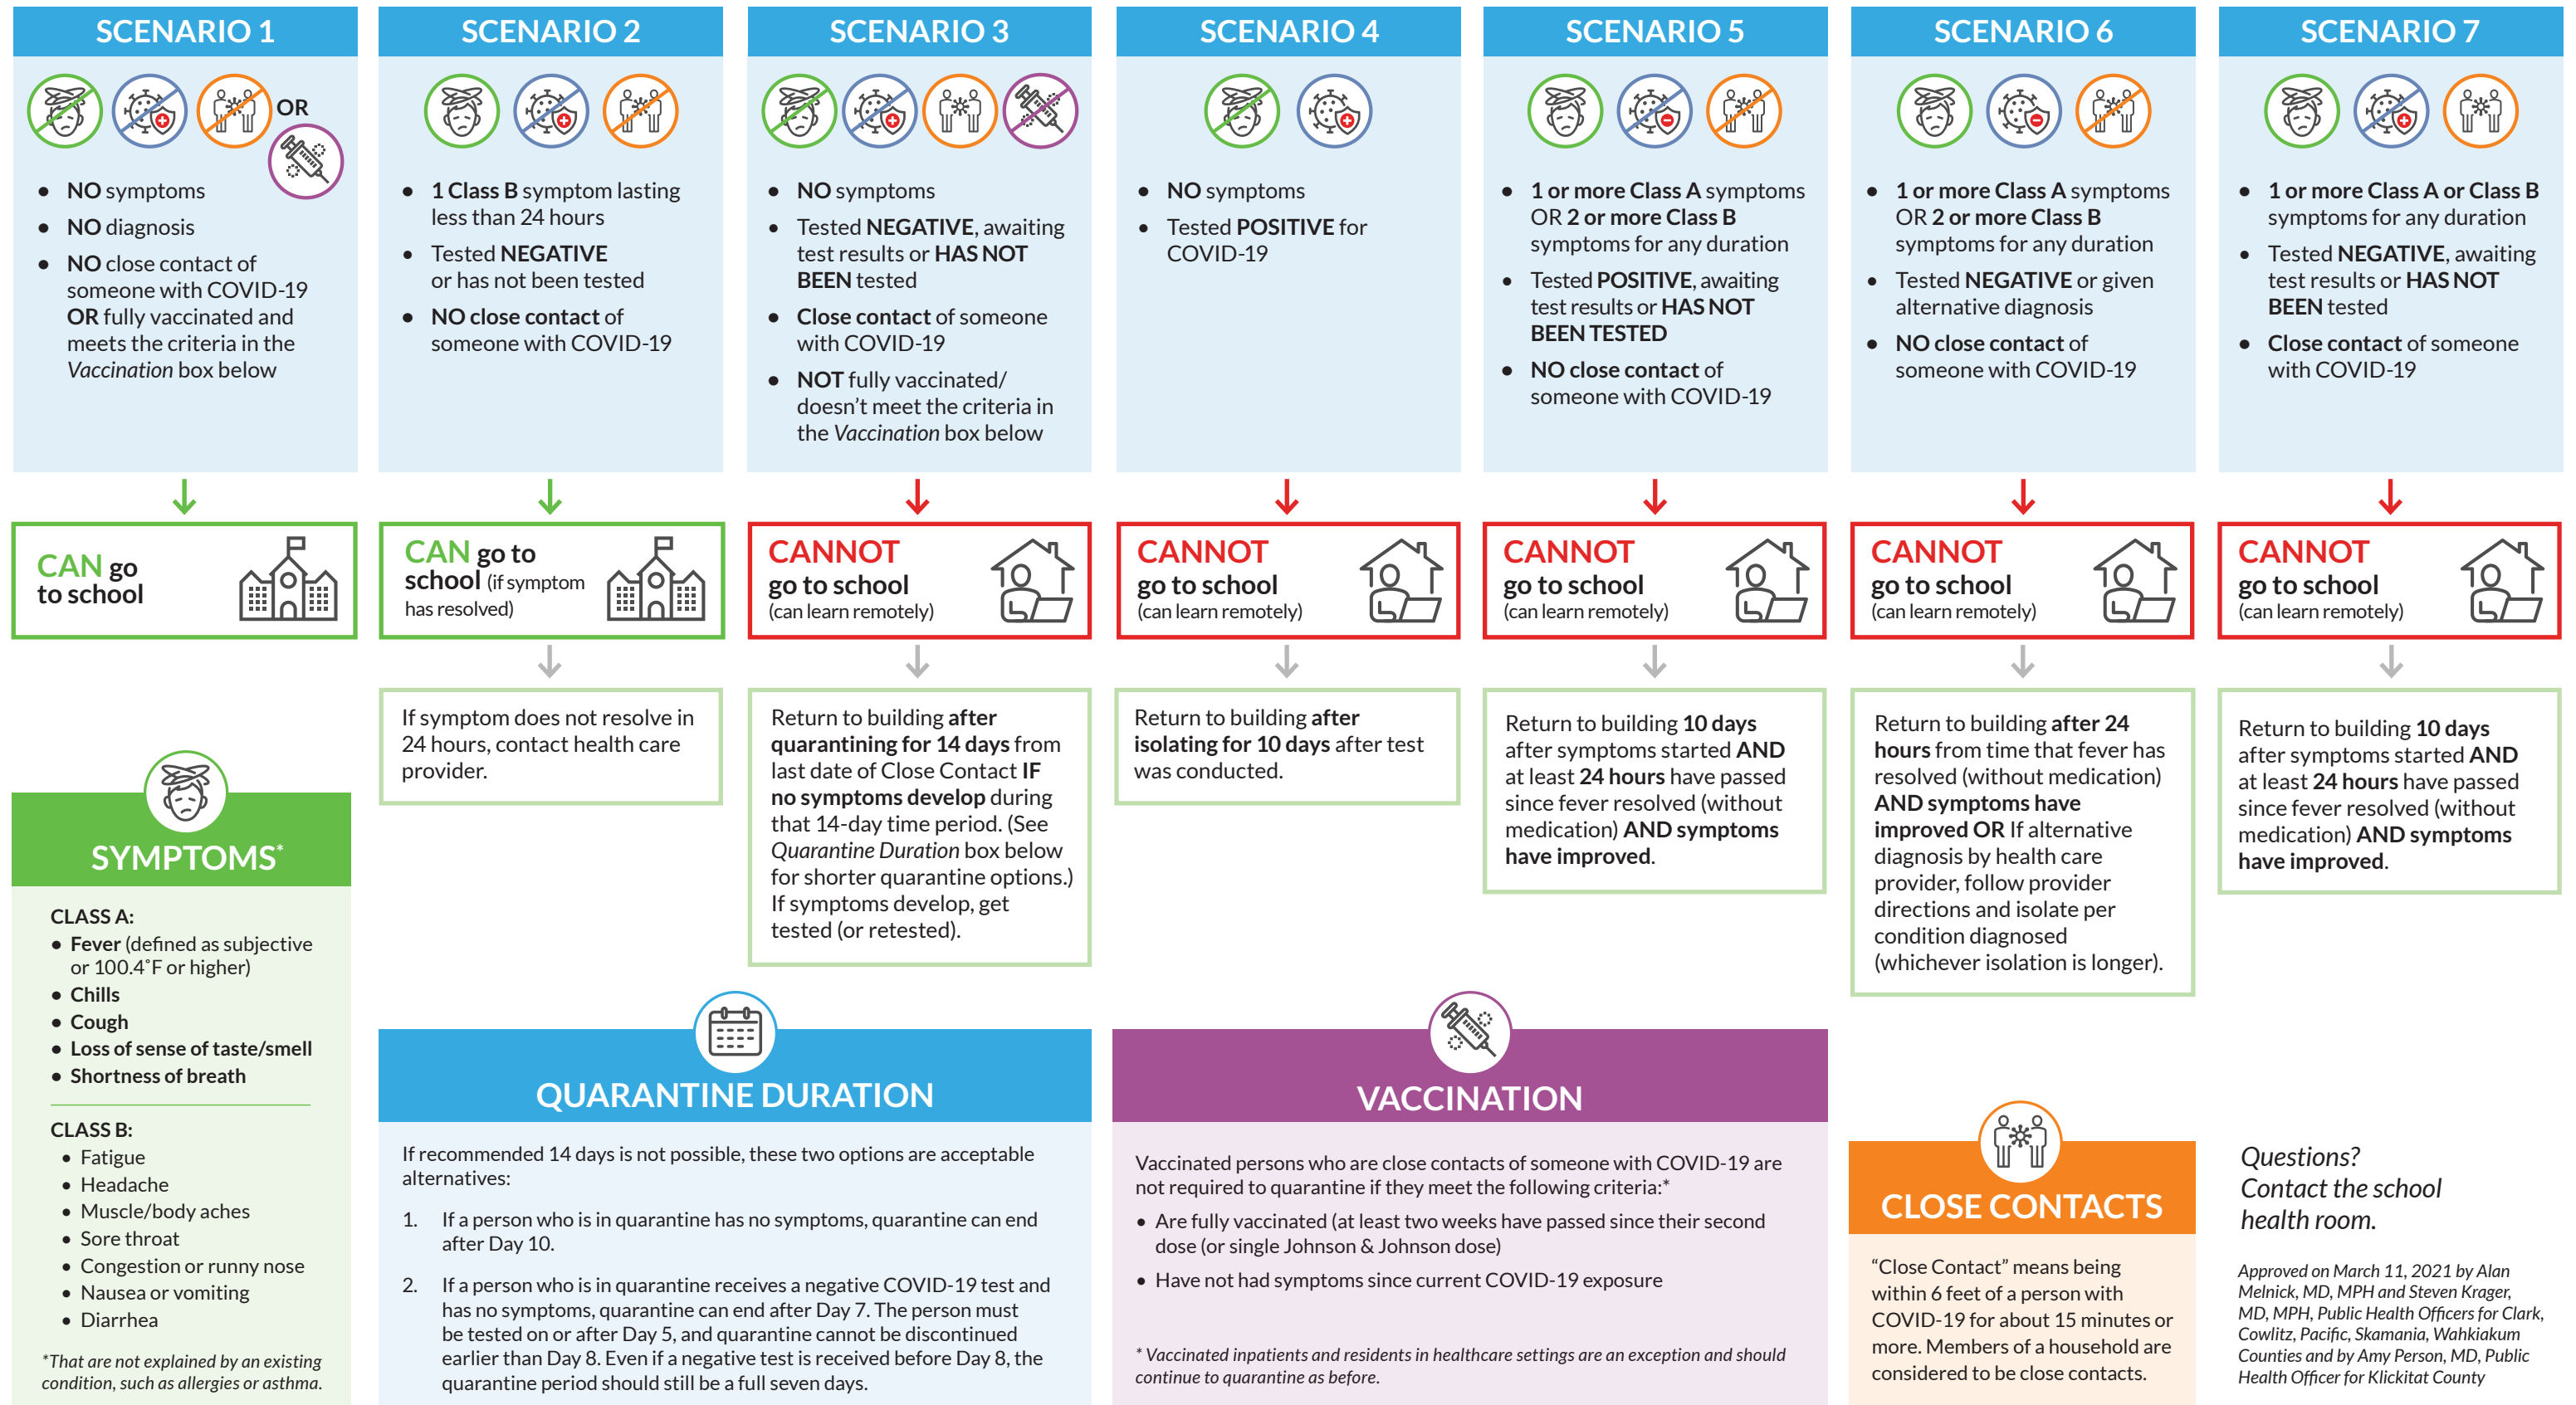 SCENARIO 1
OR
● NO symptoms
● NO diagnosis
● NO close contact of
someone with COVID-19
OR fully vaccinated and
meets the criteria in the
Vaccination box below
CAN go
to school
SCENARIO 2
● 1 Class B symptom lasting
less than 24 hours
● Tested NEGATIVE
or has not been tested
● NO close contact of
someone with COVID-19
CAN go to
school (if symptom
has resolved)
If symptom does not resolve in
24 hours, contact health care
provider.
SCENARIO 3
● NO symptoms
● Tested NEGATIVE, awaiting
test results or HAS NOT
BEEN tested
● Close contact of someone
with COVID-19
● NOT fully vaccinated/
doesn’t meet the criteria in
the Vaccination box below
CANNOT
go to school
(can learn remotely)
Return to building after
quarantining for 14 days from
last date of Close Contact IF
no symptoms develop during
that 14-day time period. (See
Quarantine Duration box below
for shorter quarantine options.)
If symptoms develop, get
tested (or retested).
SCENARIO 4
● NO symptoms
● Tested POSITIVE for
COVID-19
CANNOT
go to school
(can learn remotely)
Return to building after
isolating for 10 days after test
was conducted.
SCENARIO 5
● 1 or more Class A symptoms
OR 2 or more Class B
symptoms for any duration
● Tested POSITIVE, awaiting
test results or HAS NOT
BEEN TESTED
● NO close contact of
someone with COVID-19
CANNOT
go to school
(can learn remotely)
Return to building 10 days
after symptoms started AND
at least 24 hours have passed
since fever resolved (without
medication) AND symptoms
have improved.
SCENARIO 6
● 1 or more Class A symptoms
OR 2 or more Class B
symptoms for any duration
● Tested NEGATIVE or given
alternative diagnosis
● NO close contact of
someone with COVID-19
CANNOT
go to school
(can learn remotely)
Return to building after 24
hours from time that fever has
resolved (without medication)
AND symptoms have
improved OR If alternative
diagnosis by health care
provider, follow provider
directions and isolate per
condition diagnosed
(whichever isolation is longer).
SCENARIO 7
● 1 or more Class A or Class B
symptoms for any duration
● Tested NEGATIVE, awaiting
test results or HAS NOT
BEEN tested
● Close contact of someone
with COVID-19
CANNOT
go to school
(can learn remotely)
Return to building 10 days
after symptoms started AND
at least 24 hours have passed
since fever resolved (without
medication) AND symptoms
have improved.
SYMPTOMS*
CLASS A:
● Fever (defined as subjective
or 100.4˚F or higher)
● Chills
● Cough
● Loss of sense of taste/smell
● Shortness of breath
CLASS B:
● Fatigue
● Headache
● Muscle/body aches
● Sore throat
● Congestion or runny nose
● Nausea or vomiting
● Diarrhea
*That are not explained by an existing
condition, such as allergies or asthma.
QUARANTINE DURATION
If recommended 14 days is not possible, these two options are acceptable
alternatives:
1. If a person who is in quarantine has no symptoms, quarantine can end
after Day 10.
2. If a person who is in quarantine receives a negative COVID-19 test and
has no symptoms, quarantine can end after Day 7. The person must
be tested on or after Day 5, and quarantine cannot be discontinued
earlier than Day 8. Even if a negative test is received before Day 8, the
quarantine period should still be a full seven days.
VACCINATION
Vaccinated persons who are close contacts of someone with COVID-19 are
not required to quarantine if they meet the following criteria:*
● Are fully vaccinated (at least two weeks have passed since their second
dose (or single Johnson & Johnson dose)
● Have not had symptoms since current COVID-19 exposure
* Vaccinated inpatients and residents in healthcare settings are an exception and should
continue to quarantine as before.
CLOSE CONTACTS
“Close Contact” means being
within 6 feet of a person with
COVID-19 for about 15 minutes or
more. Members of a household are
considered to be close contacts.
Questions?
Contact the school
health room.
Approved on March 11, 2021 by Alan
Melnick, MD, MPH and Steven Krager,
MD, MPH, Public Health Officers for Clark,
Cowlitz, Pacific, Skamania, Wahkiakum
Counties and by Amy Person, MD, Public
Health Officer for Klickitat County